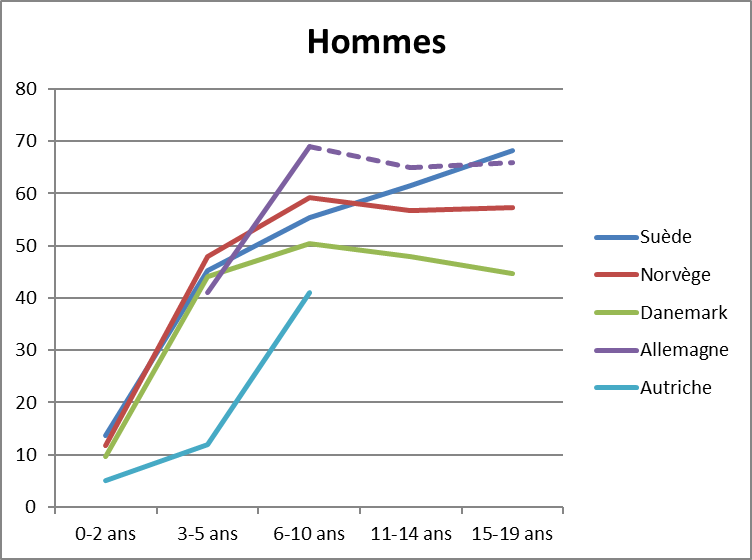 Hommes
80
70
60
50
40
30
20
10
0
0-2 ans 3-5 ans 6-10 ans 11-14 ans 15-19 ans
Suède
Norvège
Danemark
Allemagne
Autriche